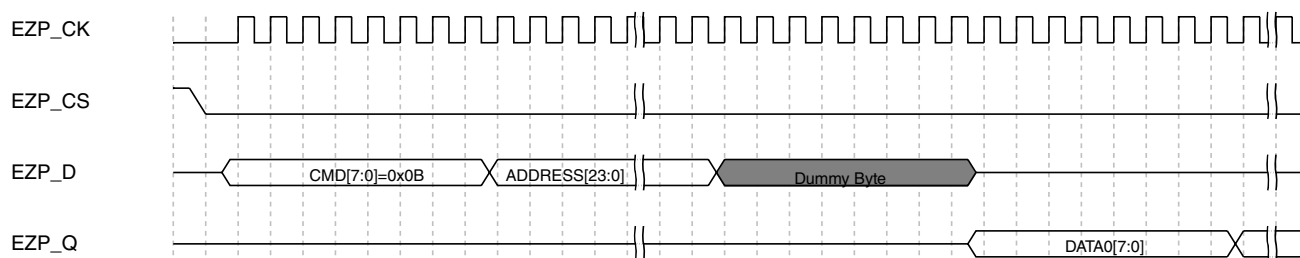 EZP_CK
EZP_CS
EZP_D CMD[7:0]=0x0B ADDRESS[23:0] Dummy Byte
EZP_Q DATA0[7:0]